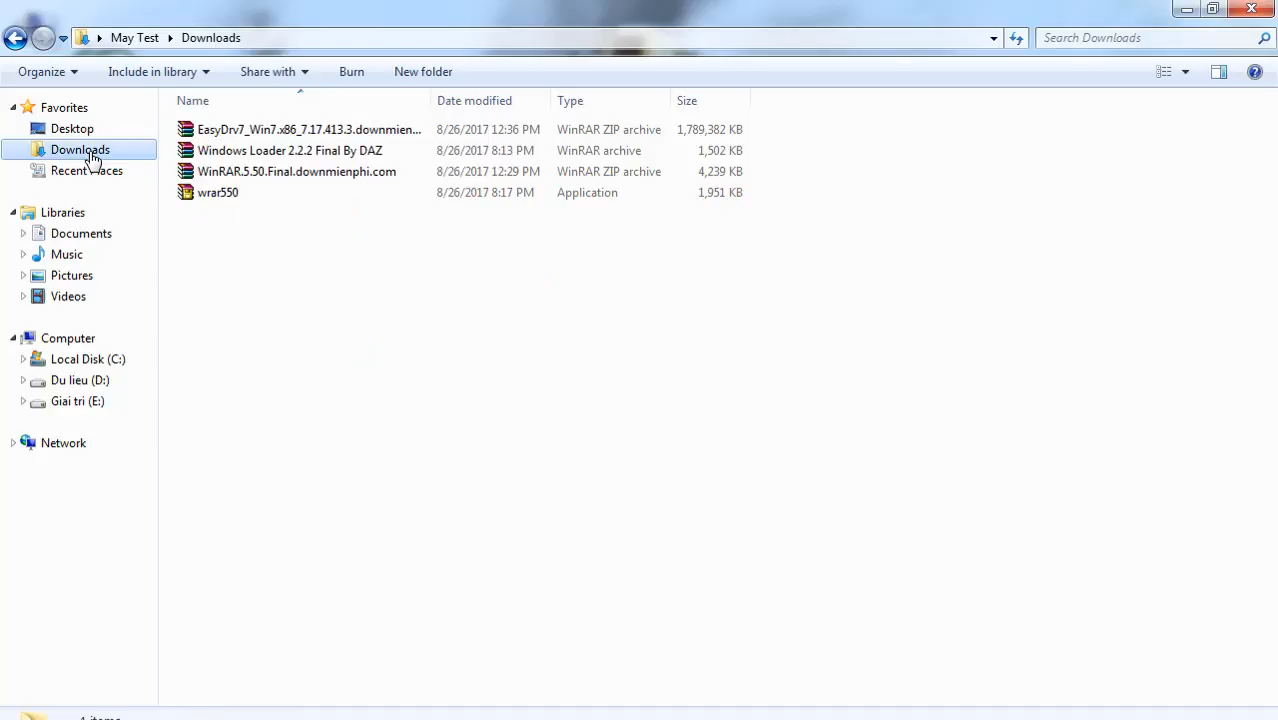 May Test Downloads Search Downloads
Organize Include in library Share with Burn New folder
Favorites
Desktop
Downloads
Recent Places
Libraries
Documents
Music
Pictures
Videos
Computer
Local Disk (C:)
Du lieu (D:)
Giai tri (E:)
Network
Name Date modified Type Size
EasyDrv7_Win7.x86_7.17.413.3.downmien... 8/26/2017 12:36 PM WinRAR ZIP archive 1,789,382 KB
Windows Loader 2.2.2 Final By DAZ 8/26/2017 8:13 PM WinRAR archive 1,502 KB
WinRAR.5.50.Final.downmienphi.com 8/26/2017 12:29 PM WinRAR ZIP archive 4,239 KB
wrar550 8/26/2017 8:17 PM Application 1,951 KB
4 items